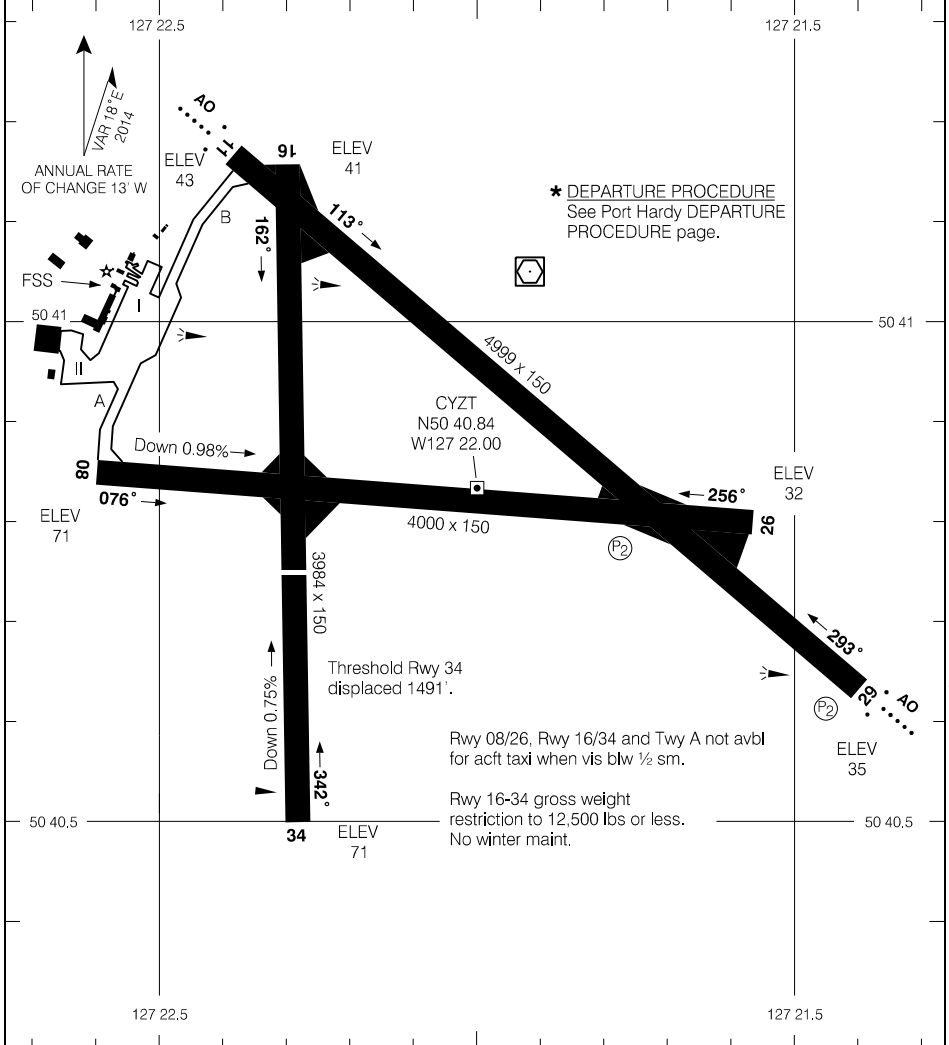 127 22.5
127 21.5
VAR 18°E
2014
ANNUAL RATE
OF CHANGE 13' W
AO
11
ELEV
43
16
ELEV
41
* DEPARTURE PROCEDURE
See Port Hardy DEPARTURE
PROCEDURE page.
B
162°
113°
FSS
I
50 41
50 41
II
4999 x 150
A
CYZT
N50 40.84
W127 22.00
Down 0.98%
08
076°
ELEV
71
4000 x 150
256°
ELEV
32
26
P2
3984 x 150
Threshold Rwy 34
displaced 1491'.
Down 0.75%
342°
293°
29
AO
P2
ELEV
35
Rwy 08/26, Rwy 16/34 and Twy A not avbl
for acft taxi when vis blw ½ sm.
Rwy 16-34 gross weight
restriction to 12,500 lbs or less.
No winter maint.
50 40.5
50 40.5
34
ELEV
71
127 22.5
127 21.5